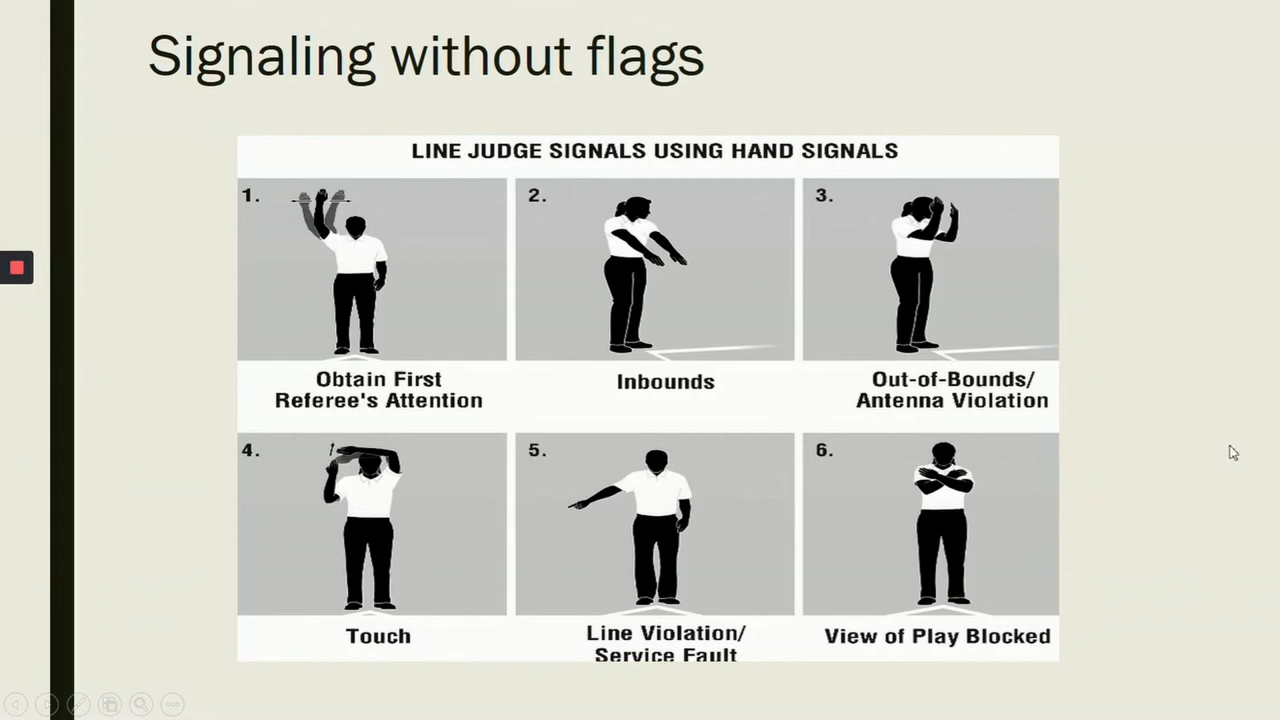 Signaling without flags
LINE JUDGE SIGNALS USING HAND SIGNALS
1.
2.
3.
Obtain First
Referee's Attention
Inbounds
Out-of-Bounds/
Antenna Violation
4.
5.
6.
Touch
Line Violation/
Service Fault
View of Play Blocked